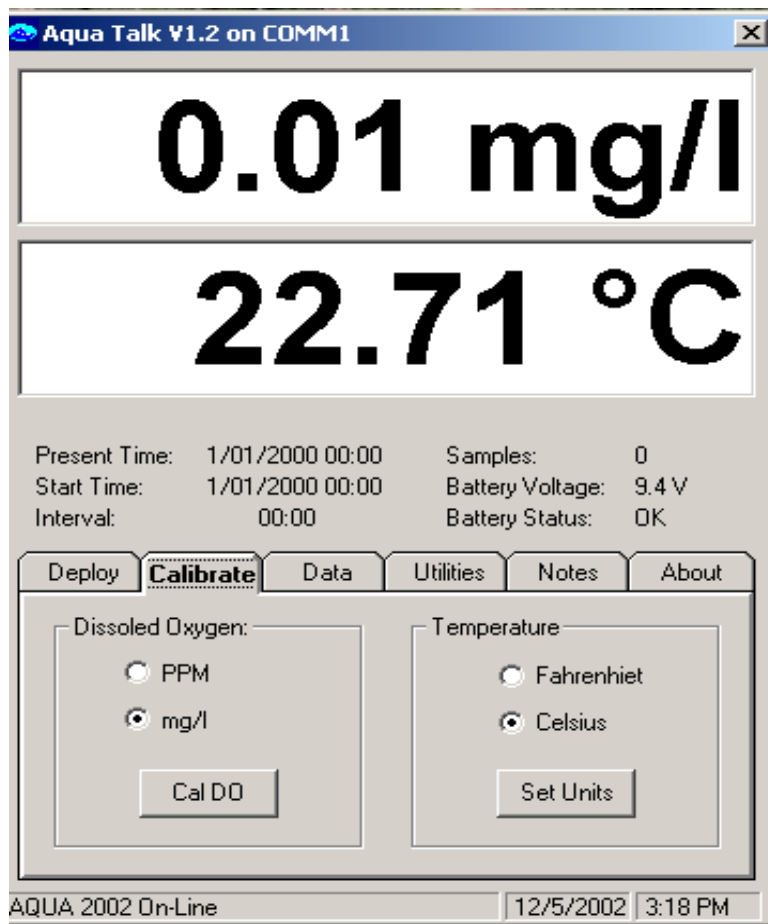 Aqua Talk V1.2 on COMM1
0.01 mg/l
22.71 °C
Present Time: 1/01/2000 00:00 Samples: 0
Start Time: 1/01/2000 00:00 Battery Voltage: 9.4 V
Interval: 00:00 Battery Status: OK
Deploy Calibrate Data Utilities Notes About
Dissoled Oxygen: Temperature
PPM Fahrenhiet
mg/l Celsius
Cal DO Set Units
AQUA 2002 On-Line 12/5/2002 3:18 PM